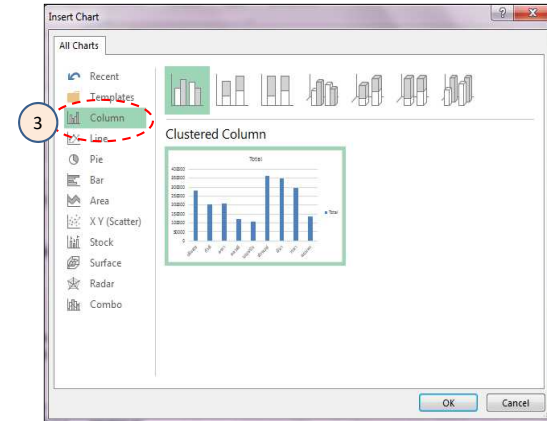 Insert Chart
?
X
All Charts
Recent
Templates
Column
Line
Pie
Bar
Area
X Y (Scatter)
Stock
Surface
Radar
Combo
3
Clustered Column
Total
Total
0
OK
Cancel